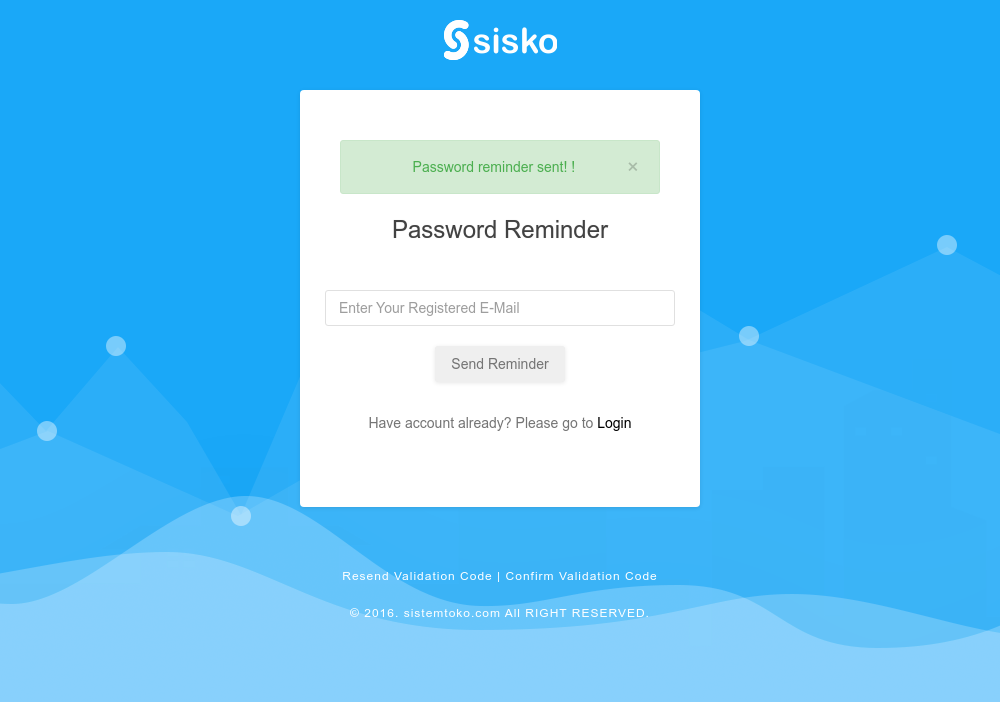 sisko
Password reminder sent! !
×
Password Reminder
Enter Your Registered E-Mail
Send Reminder
Have account already? Please go to Login
Resend Validation Code | Confirm Validation Code
© 2016. sistemtoko.com All RIGHT RESERVED.